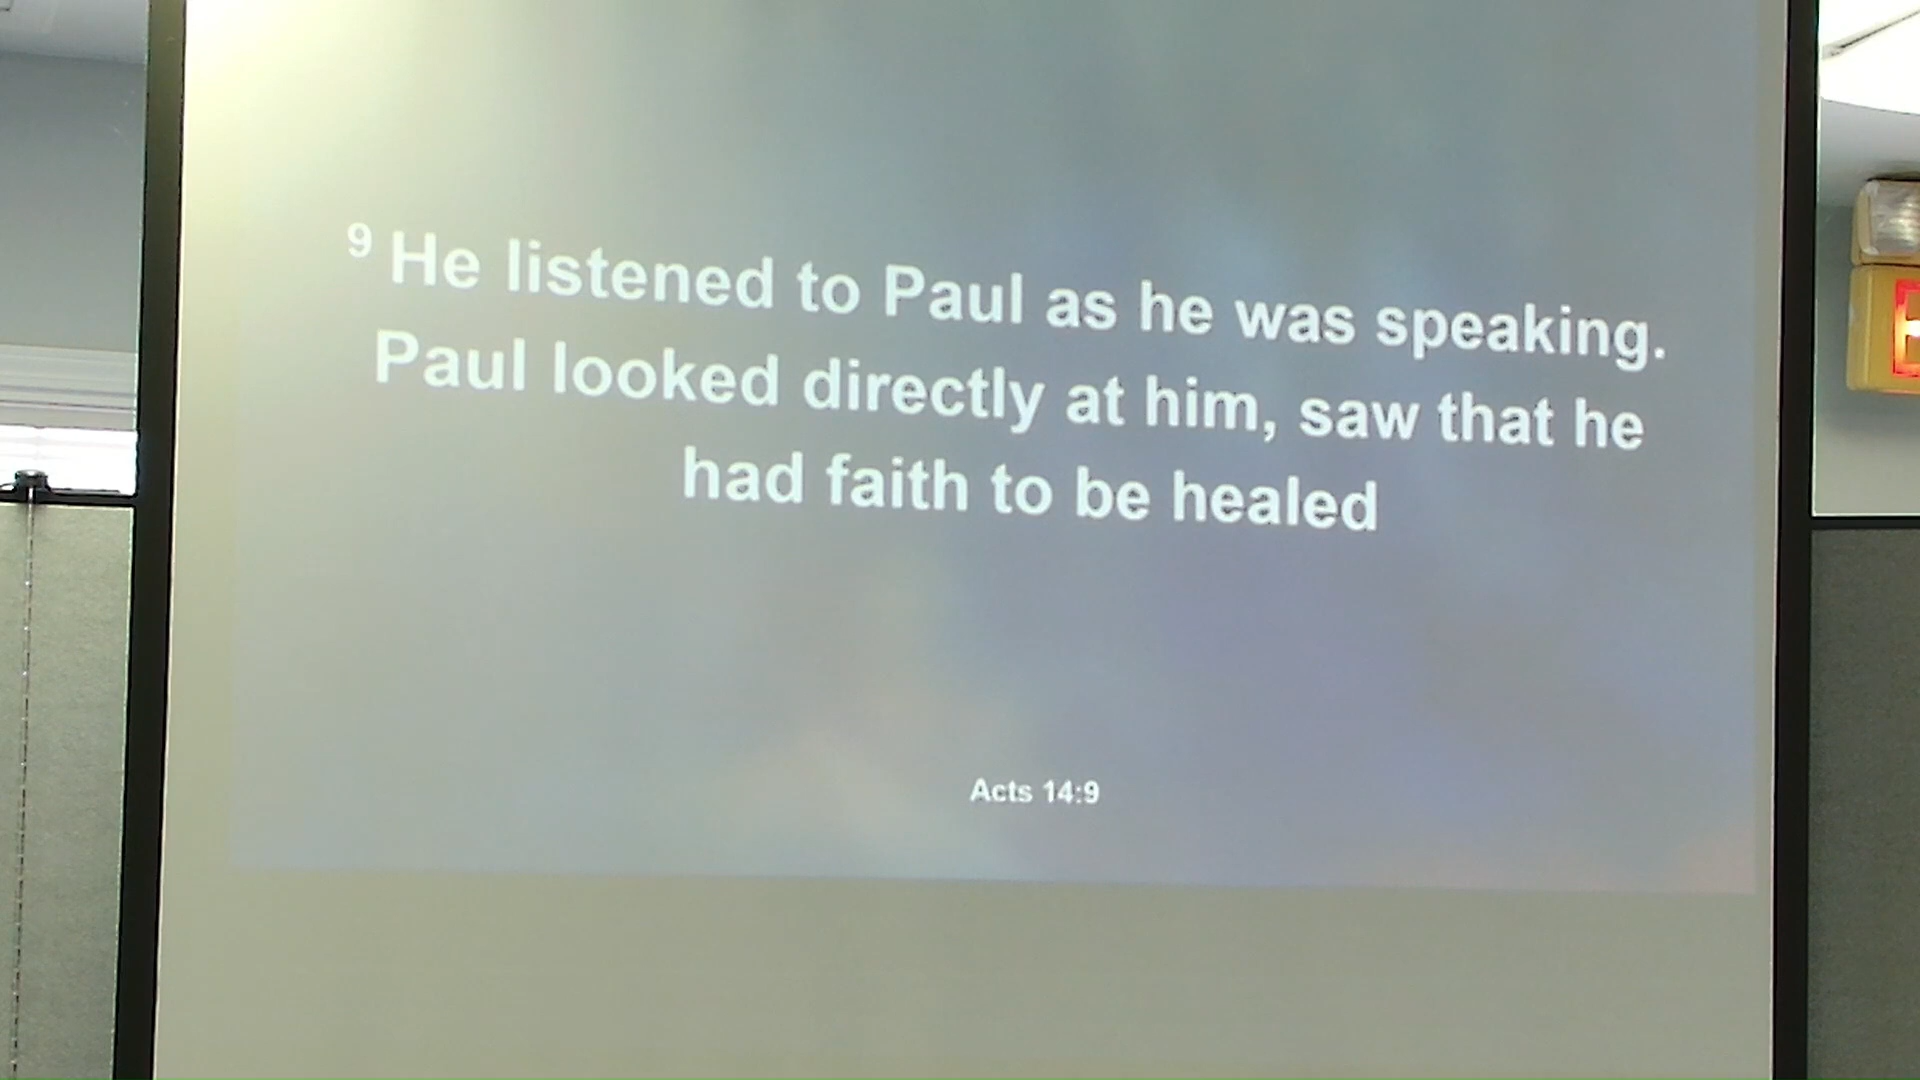 9 He listened to Paul as he was speaking.
Paul looked directly at him, saw that he
had faith to be healed
Acts 14:9